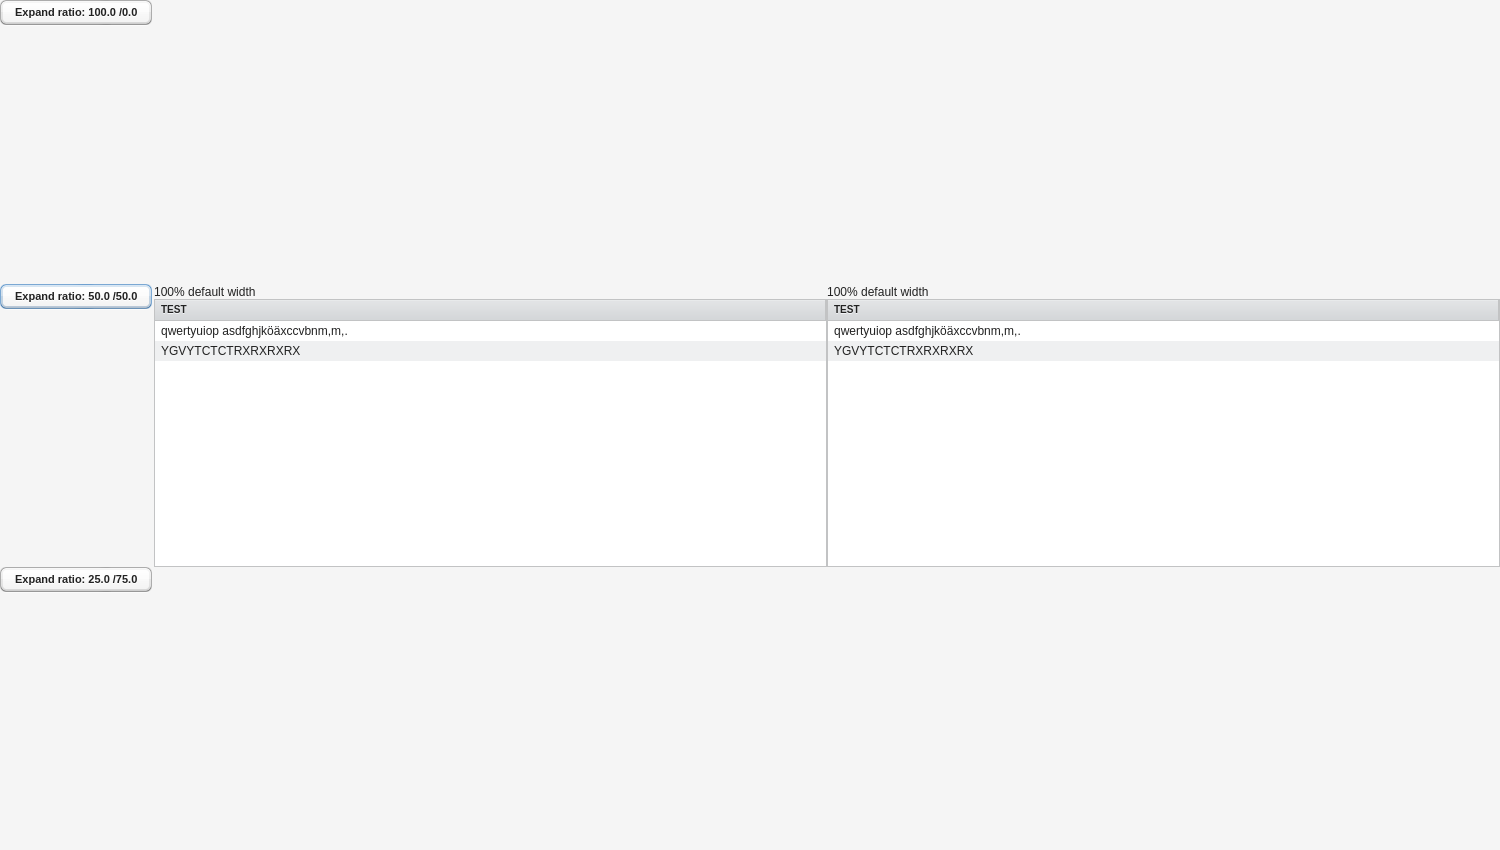 Expand ratio: 100.0 /0.0
Expand ratio: 50.0 /50.0
100% default width
100% default width
TEST
TEST
qwertyuiop asdfghjköäxccvbnm,m,.
qwertyuiop asdfghjköäxccvbnm,m,.
YGVYTCTCTRXRXRXRX
YGVYTCTCTRXRXRXRX
Expand ratio: 25.0 /75.0